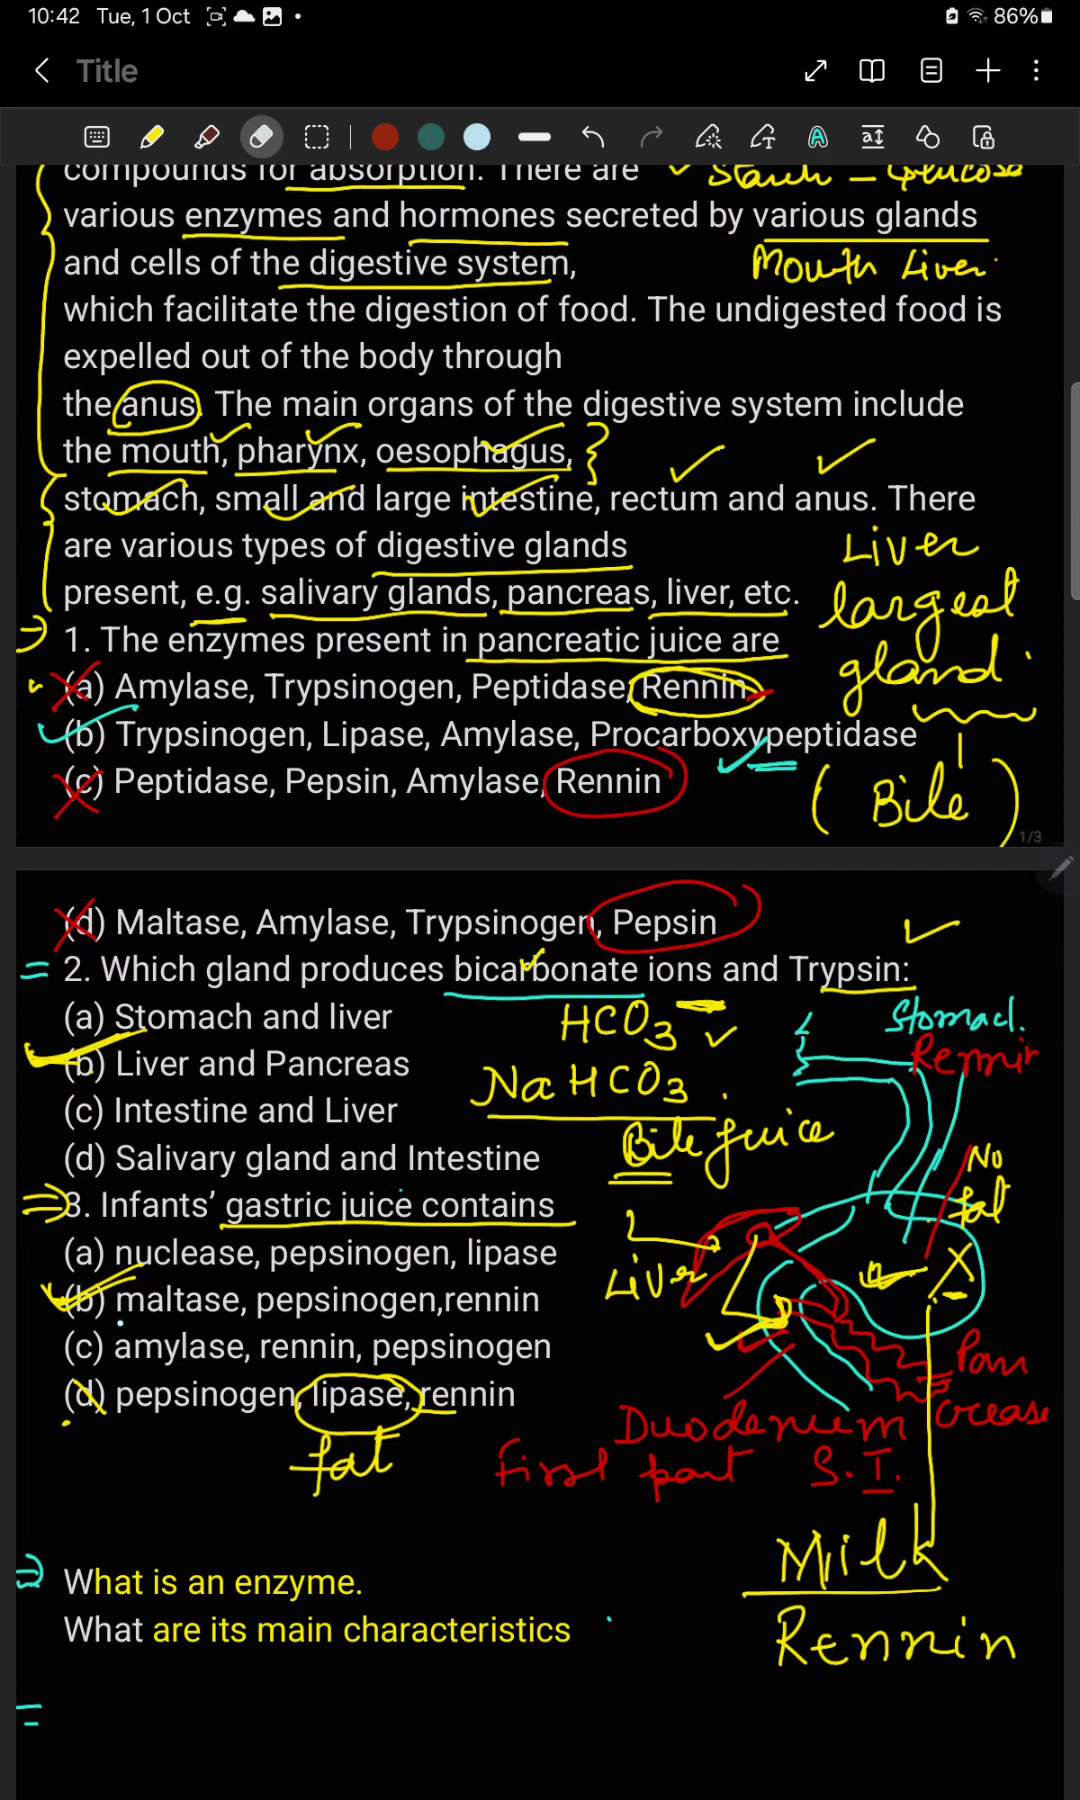 10:42 Tue, 1 Oct
86%
Title
compounds for absorption. There are
Starch – Glucose
various enzymes and hormones secreted by various glands
and cells of the digestive system,
Mouth Liver
which facilitate the digestion of food. The undigested food is
expelled out of the body through
the anus. The main organs of the digestive system include
the mouth, pharynx, oesophagus,
stomach, small and large intestine, rectum and anus. There
are various types of digestive glands
present, e.g. salivary glands, pancreas, liver, etc.
Liver
largest
gland.
1. The enzymes present in pancreatic juice are
(a) Amylase, Trypsinogen, Peptidase, Rennin
(b) Trypsinogen, Lipase, Amylase, Procarboxypeptidase
(c) Peptidase, Pepsin, Amylase, Rennin
(Bile)
1/3
(d) Maltase, Amylase, Trypsinogen, Pepsin
2. Which gland produces bicarbonate ions and Trypsin:
(a) Stomach and liver
(b) Liver and Pancreas
(c) Intestine and Liver
(d) Salivary gland and Intestine
HCO3 –
NaHCO3.
Bile juice
Stomach.
Rennin
No
fat
3. Infants' gastric juice contains
(a) nuclease, pepsinogen, lipase
(b) maltase, pepsinogen,rennin
(c) amylase, rennin, pepsinogen
(d) pepsinogen, lipase, rennin
fat
Liver
Pan
crease
Duodenum
First part S.I.
Milk
Rennin
What is an enzyme.
What are its main characteristics